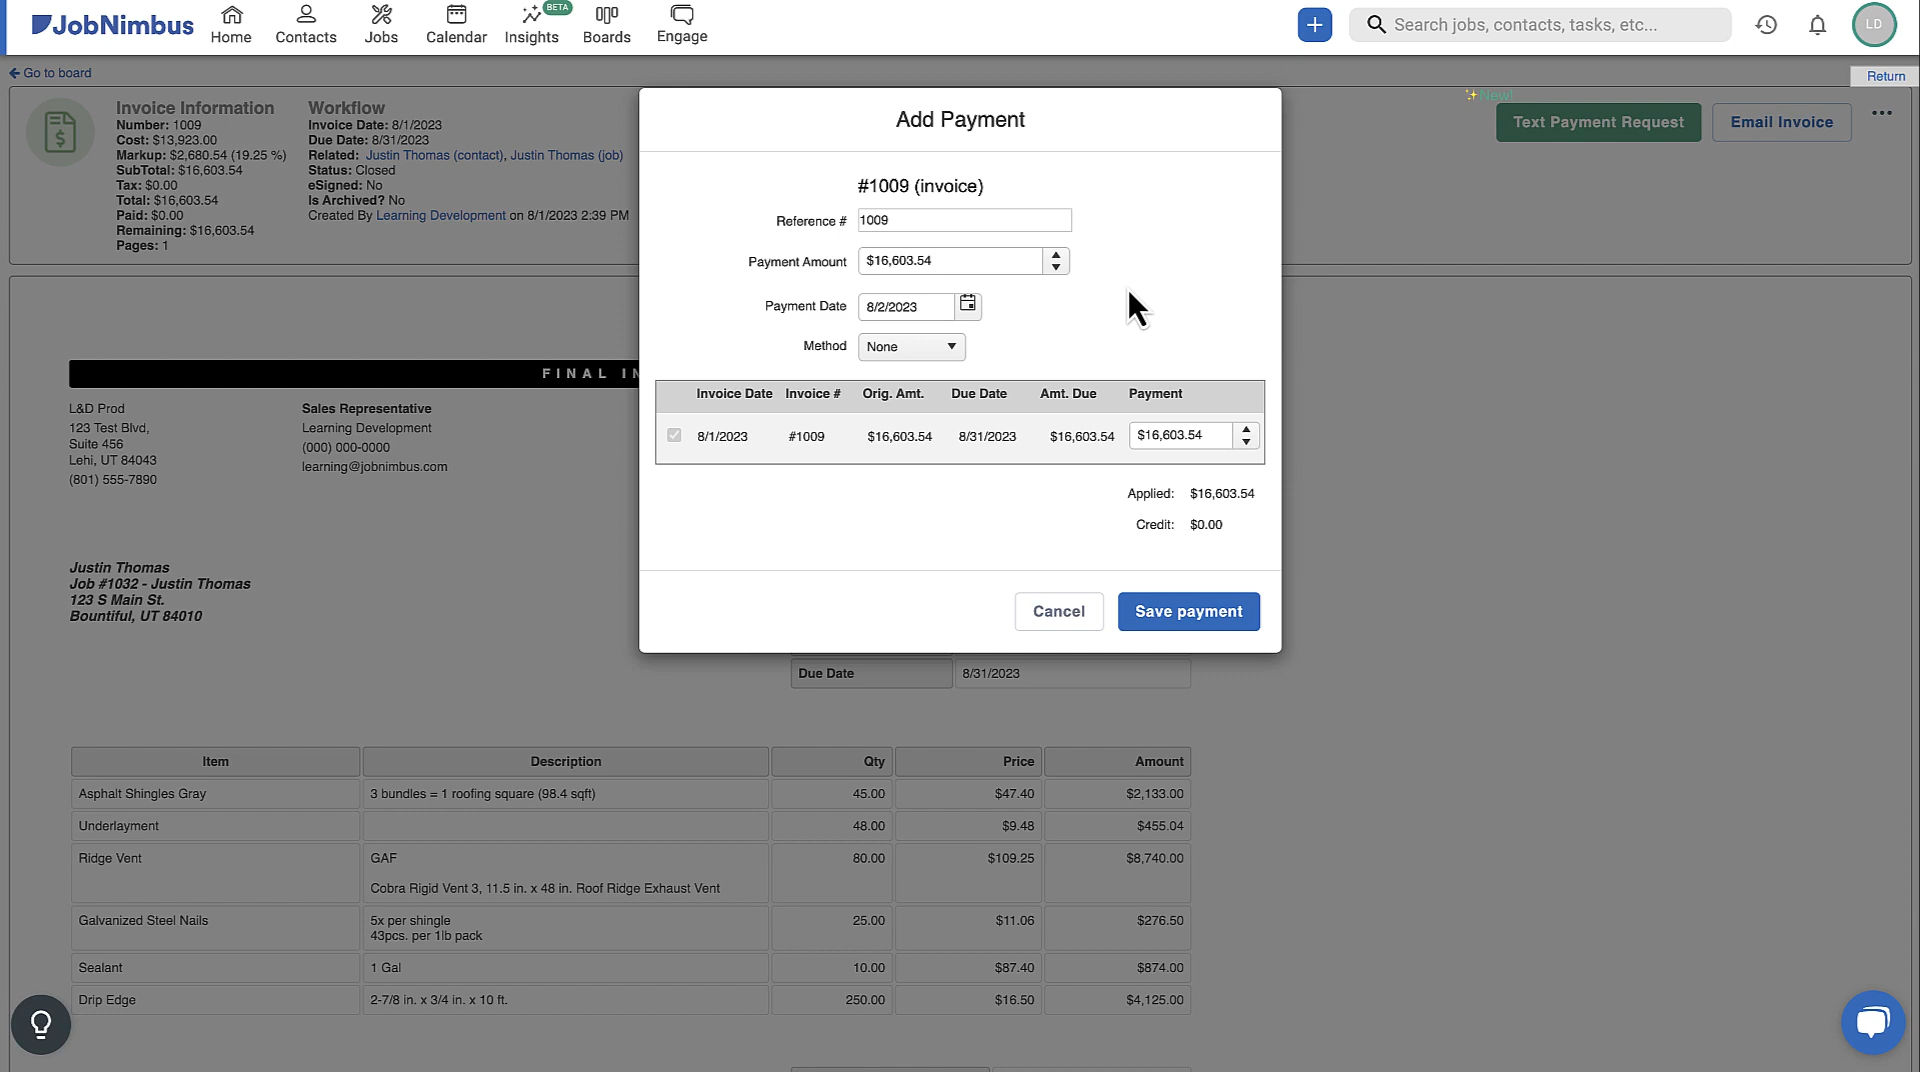 JobNimbus
Home
Contacts
Jobs
Calendar
BETA
Insights
Boards
Engage
Search jobs, contacts, tasks, etc...
LD
Go to board
Return
Invoice Information
Number: 1009
Cost: $13,923.00
Markup: $2,680.54 (19.25 %)
SubTotal: $16,603.54
Tax: $0.00
Total: $16,603.54
Paid: $0.00
Remaining: $16,603.54
Pages: 1
Workflow
Invoice Date: 8/1/2023
Due Date: 8/31/2023
Related: Justin Thomas (contact), Justin Thomas (job)
Status: Closed
eSigned: No
Is Archived? No
Created By Learning Development on 8/1/2023 2:39 PM
New!
Text Payment Request
Email Invoice
Add Payment
#1009 (invoice)
Reference # 1009
Payment Amount $16,603.54
Payment Date 8/2/2023
Method None
Invoice Date Invoice # Orig. Amt. Due Date Amt. Due Payment
8/1/2023 #1009 $16,603.54 8/31/2023 $16,603.54 $16,603.54
Applied: $16,603.54
Credit: $0.00
Cancel
Save payment
FINAL IN
L&D Prod
123 Test Blvd,
Suite 456
Lehi, UT 84043
(801) 555-7890
Sales Representative
Learning Development
(000) 000-0000
learning@jobnimbus.com
Justin Thomas
Job #1032 - Justin Thomas
123 S Main St.
Bountiful, UT 84010
Due Date 8/31/2023
Item Description Qty Price Amount
Asphalt Shingles Gray 3 bundles = 1 roofing square (98.4 sqft) 45.00 $47.40 $2,133.00
Underlayment 48.00 $9.48 $455.04
Ridge Vent GAF 80.00 $109.25 $8,740.00
Cobra Rigid Vent 3, 11.5 in. x 48 in. Roof Ridge Exhaust Vent
Galvanized Steel Nails 5x per shingle 25.00 $11.06 $276.50
43pcs. per 1lb pack
Sealant 1 Gal 10.00 $87.40 $874.00
Drip Edge 2-7/8 in. x 3/4 in. x 10 ft. 250.00 $16.50 $4,125.00